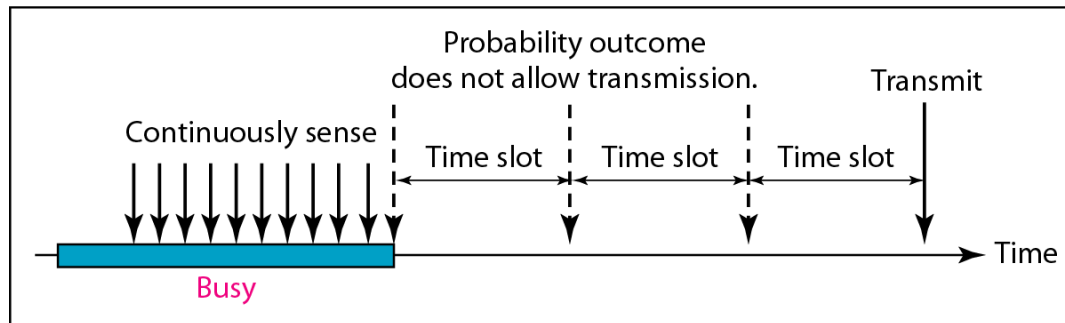 Probability outcome
does not allow transmission.
Transmit
Continuously sense
Time slot
Time slot
Time slot
Time
Busy